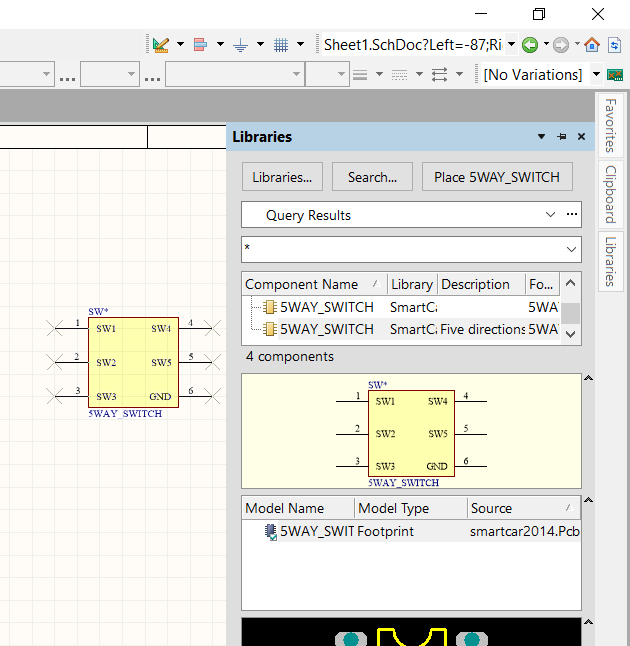 Sheet1.SchDoc?Left=-87;Ri
[No Variations]
Libraries
Favorites
Clipboard
Libraries
Libraries...
Search...
Place 5WAY_SWITCH
Query Results
*
Component Name Library Description Fo...
5WAY_SWITCH SmartCa 5WA
5WAY_SWITCH SmartCa Five directions 5WA
4 components
SW*
1 SW1 SW4 4
2 SW2 SW5 5
3 SW3 GND 6
5WAY_SWITCH
SW*
1 SW1 SW4 4
2 SW2 SW5 5
3 SW3 GND 6
5WAY_SWITCH
Model Name Model Type Source
5WAY_SWIT Footprint smartcar2014.Pcb